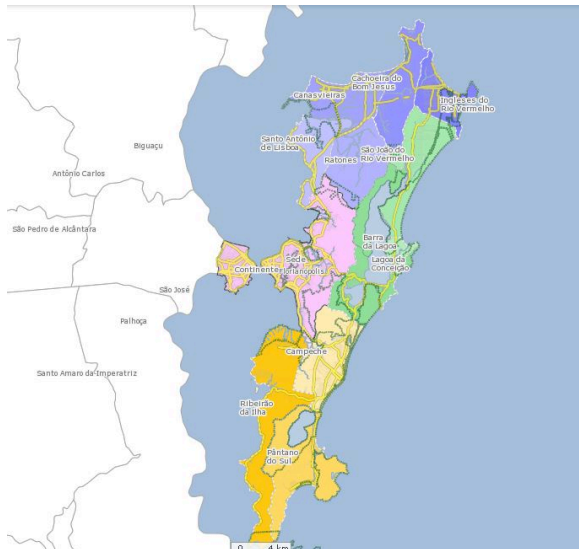 Cachoeira do
Bom Jesus
Canasvieiras
Ingleses do
Rio Vermelho
Santo Antônio
de Lisboa
São João do
Rio Vermelho
Ratones
Biguaçu
Antônio Carlos
São Pedro de Alcântara
Barra
da Lagoa
Sede
Florianópolis
Continente
Lagoa da
Conceição
São José
Palhoça
Campeche
Santo Amaro da Imperatriz
Ribeirão
da Ilha
Pântano
do Sul
0 4 km